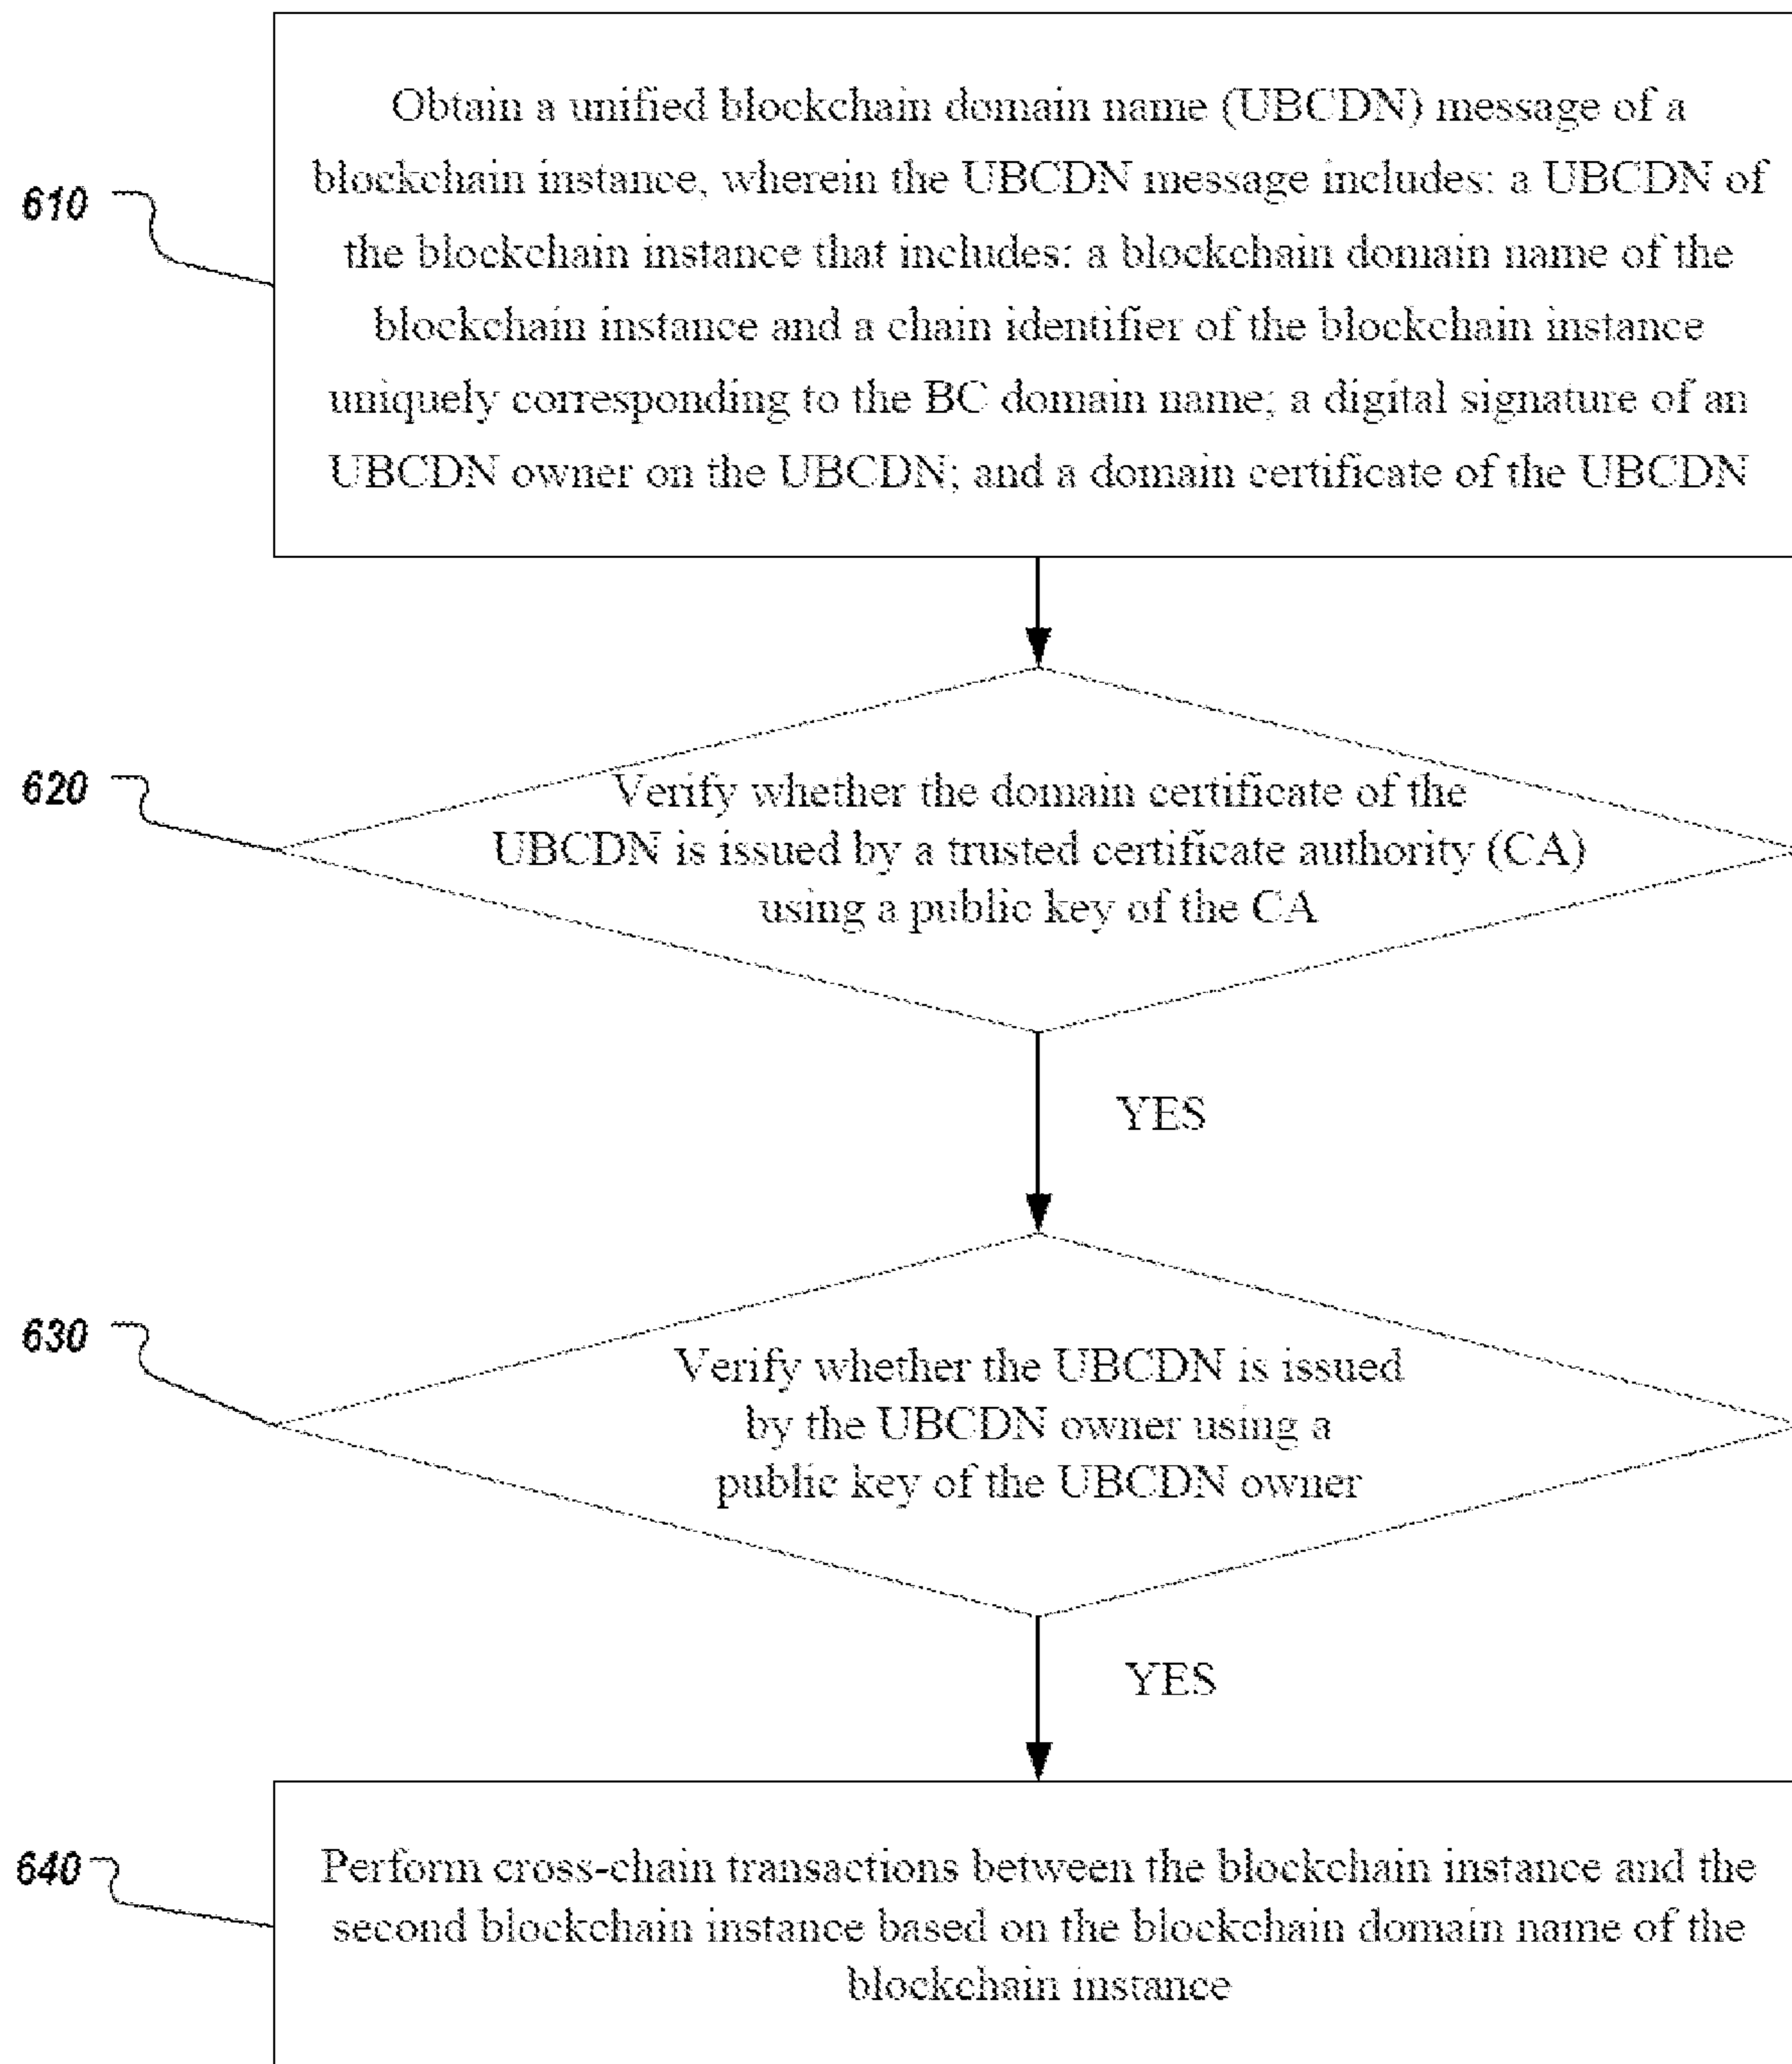 610
Obtain a unified blockchain domain name (UBCDN) message of a
blockchain instance, wherein the UBCDN message includes: a UBCDN of
the blockchain instance that includes: a blockchain domain name of the
blockchain instance and a chain identifier of the blockchain instance
uniquely corresponding to the BC domain name; a digital signature of an
UBCDN owner on the UBCDN; and a domain certificate of the UBCDN
620
Verify whether the domain certificate of the
UBCDN is issued by a trusted certificate authority (CA)
using a public key of the CA
YES
630
Verify whether the UBCDN is issued
by the UBCDN owner using a
public key of the UBCDN owner
YES
640
Perform cross-chain transactions between the blockchain instance and the
second blockchain instance based on the blockchain domain name of the
blockchain instance